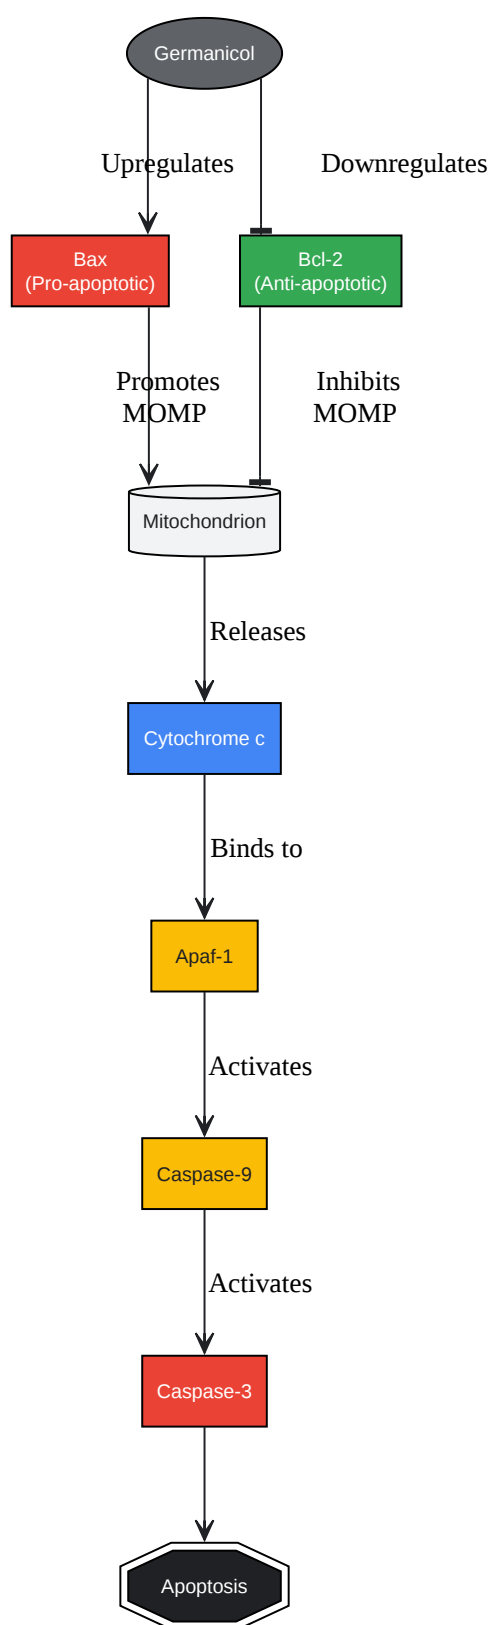 Germanicol
Upregulates
Downregulates
Bax
(Pro-apoptotic)
Bcl-2
(Anti-apoptotic)
Promotes
MOMP
Inhibits
MOMP
Mitochondrion
Releases
Cytochrome c
Binds to
Apaf-1
Activates
Caspase-9
Activates
Caspase-3
Apoptosis